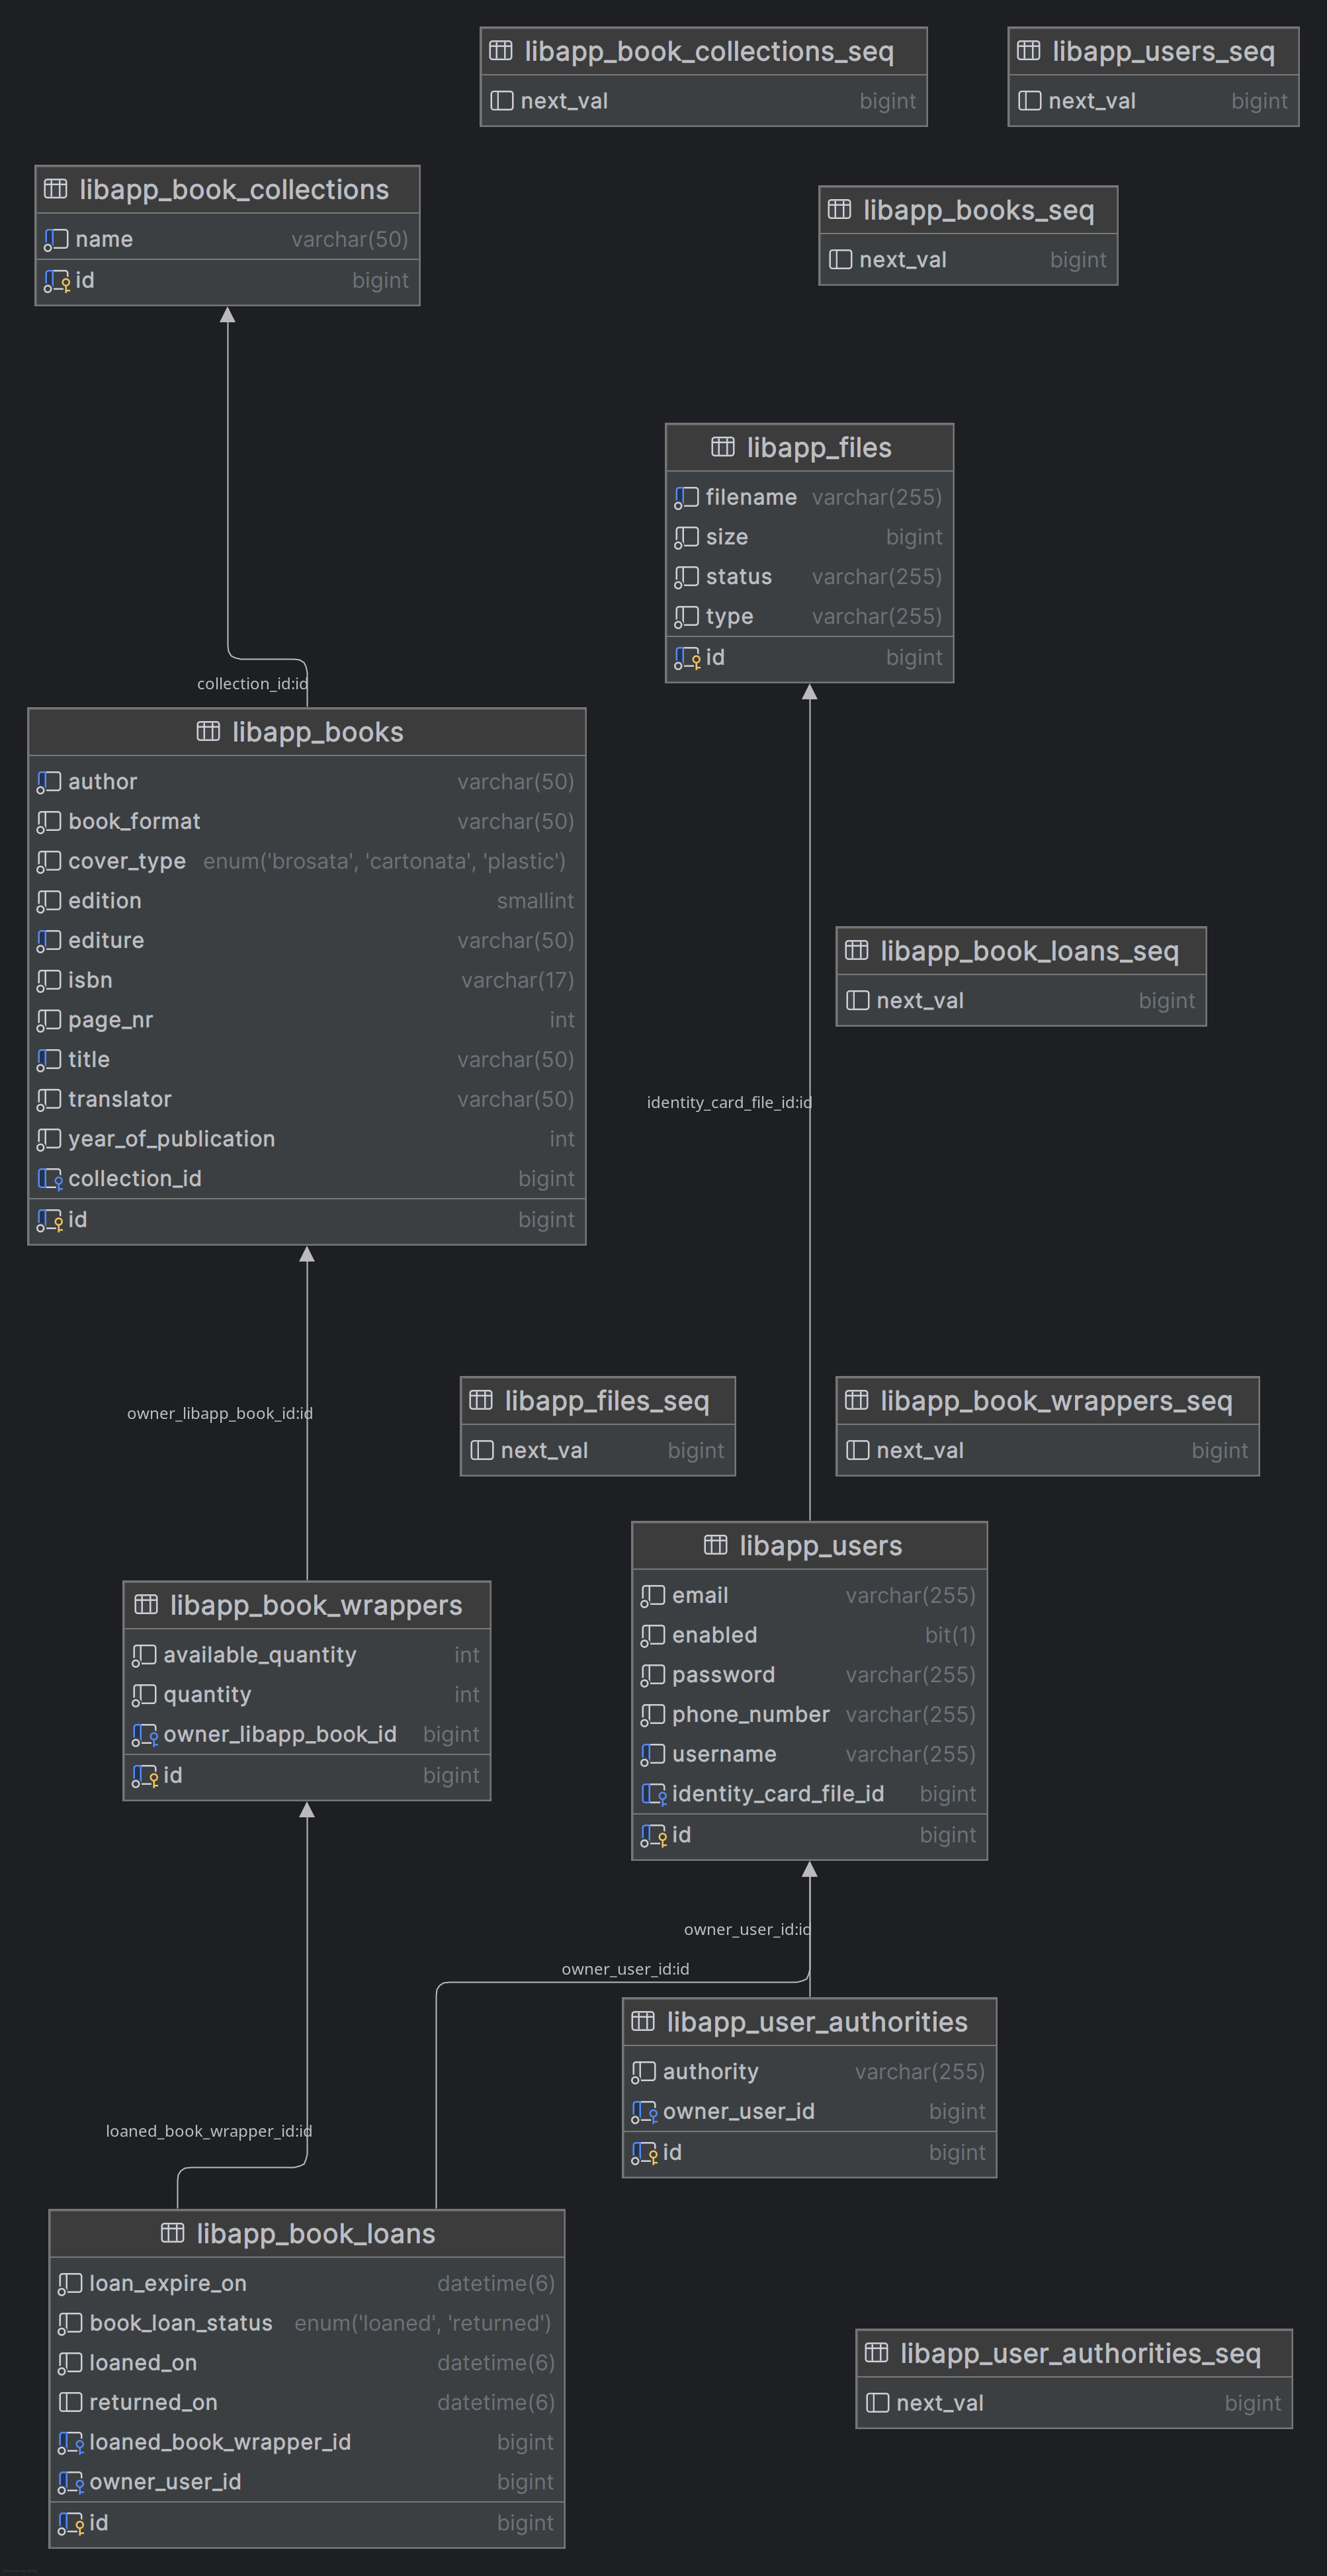 libapp_book_collections_seq
next_val bigint
libapp_users_seq
next_val bigint
libapp_book_collections
name varchar(50)
id bigint
libapp_books_seq
next_val bigint
libapp_files
filename varchar(255)
size bigint
status varchar(255)
type varchar(255)
id bigint
collection_id:id
libapp_books
author varchar(50)
book_format varchar(50)
cover_type enum('brosata', 'cartonata', 'plastic')
edition smallint
editure varchar(50)
isbn varchar(17)
page_nr int
title varchar(50)
translator varchar(50)
year_of_publication int
collection_id bigint
id bigint
libapp_book_loans_seq
next_val bigint
identity_card_file_id:id
owner_libapp_book_id:id
libapp_files_seq
next_val bigint
libapp_book_wrappers_seq
next_val bigint
libapp_users
email varchar(255)
enabled bit(1)
password varchar(255)
phone_number varchar(255)
username varchar(255)
identity_card_file_id bigint
id bigint
libapp_book_wrappers
available_quantity int
quantity int
owner_libapp_book_id bigint
id bigint
owner_user_id:id
owner_user_id:id
libapp_user_authorities
authority varchar(255)
owner_user_id bigint
id bigint
loaned_book_wrapper_id:id
libapp_book_loans
loan_expire_on datetime(6)
book_loan_status enum('loaned', 'returned')
loaned_on datetime(6)
returned_on datetime(6)
loaned_book_wrapper_id bigint
owner_user_id bigint
id bigint
libapp_user_authorities_seq
next_val bigint